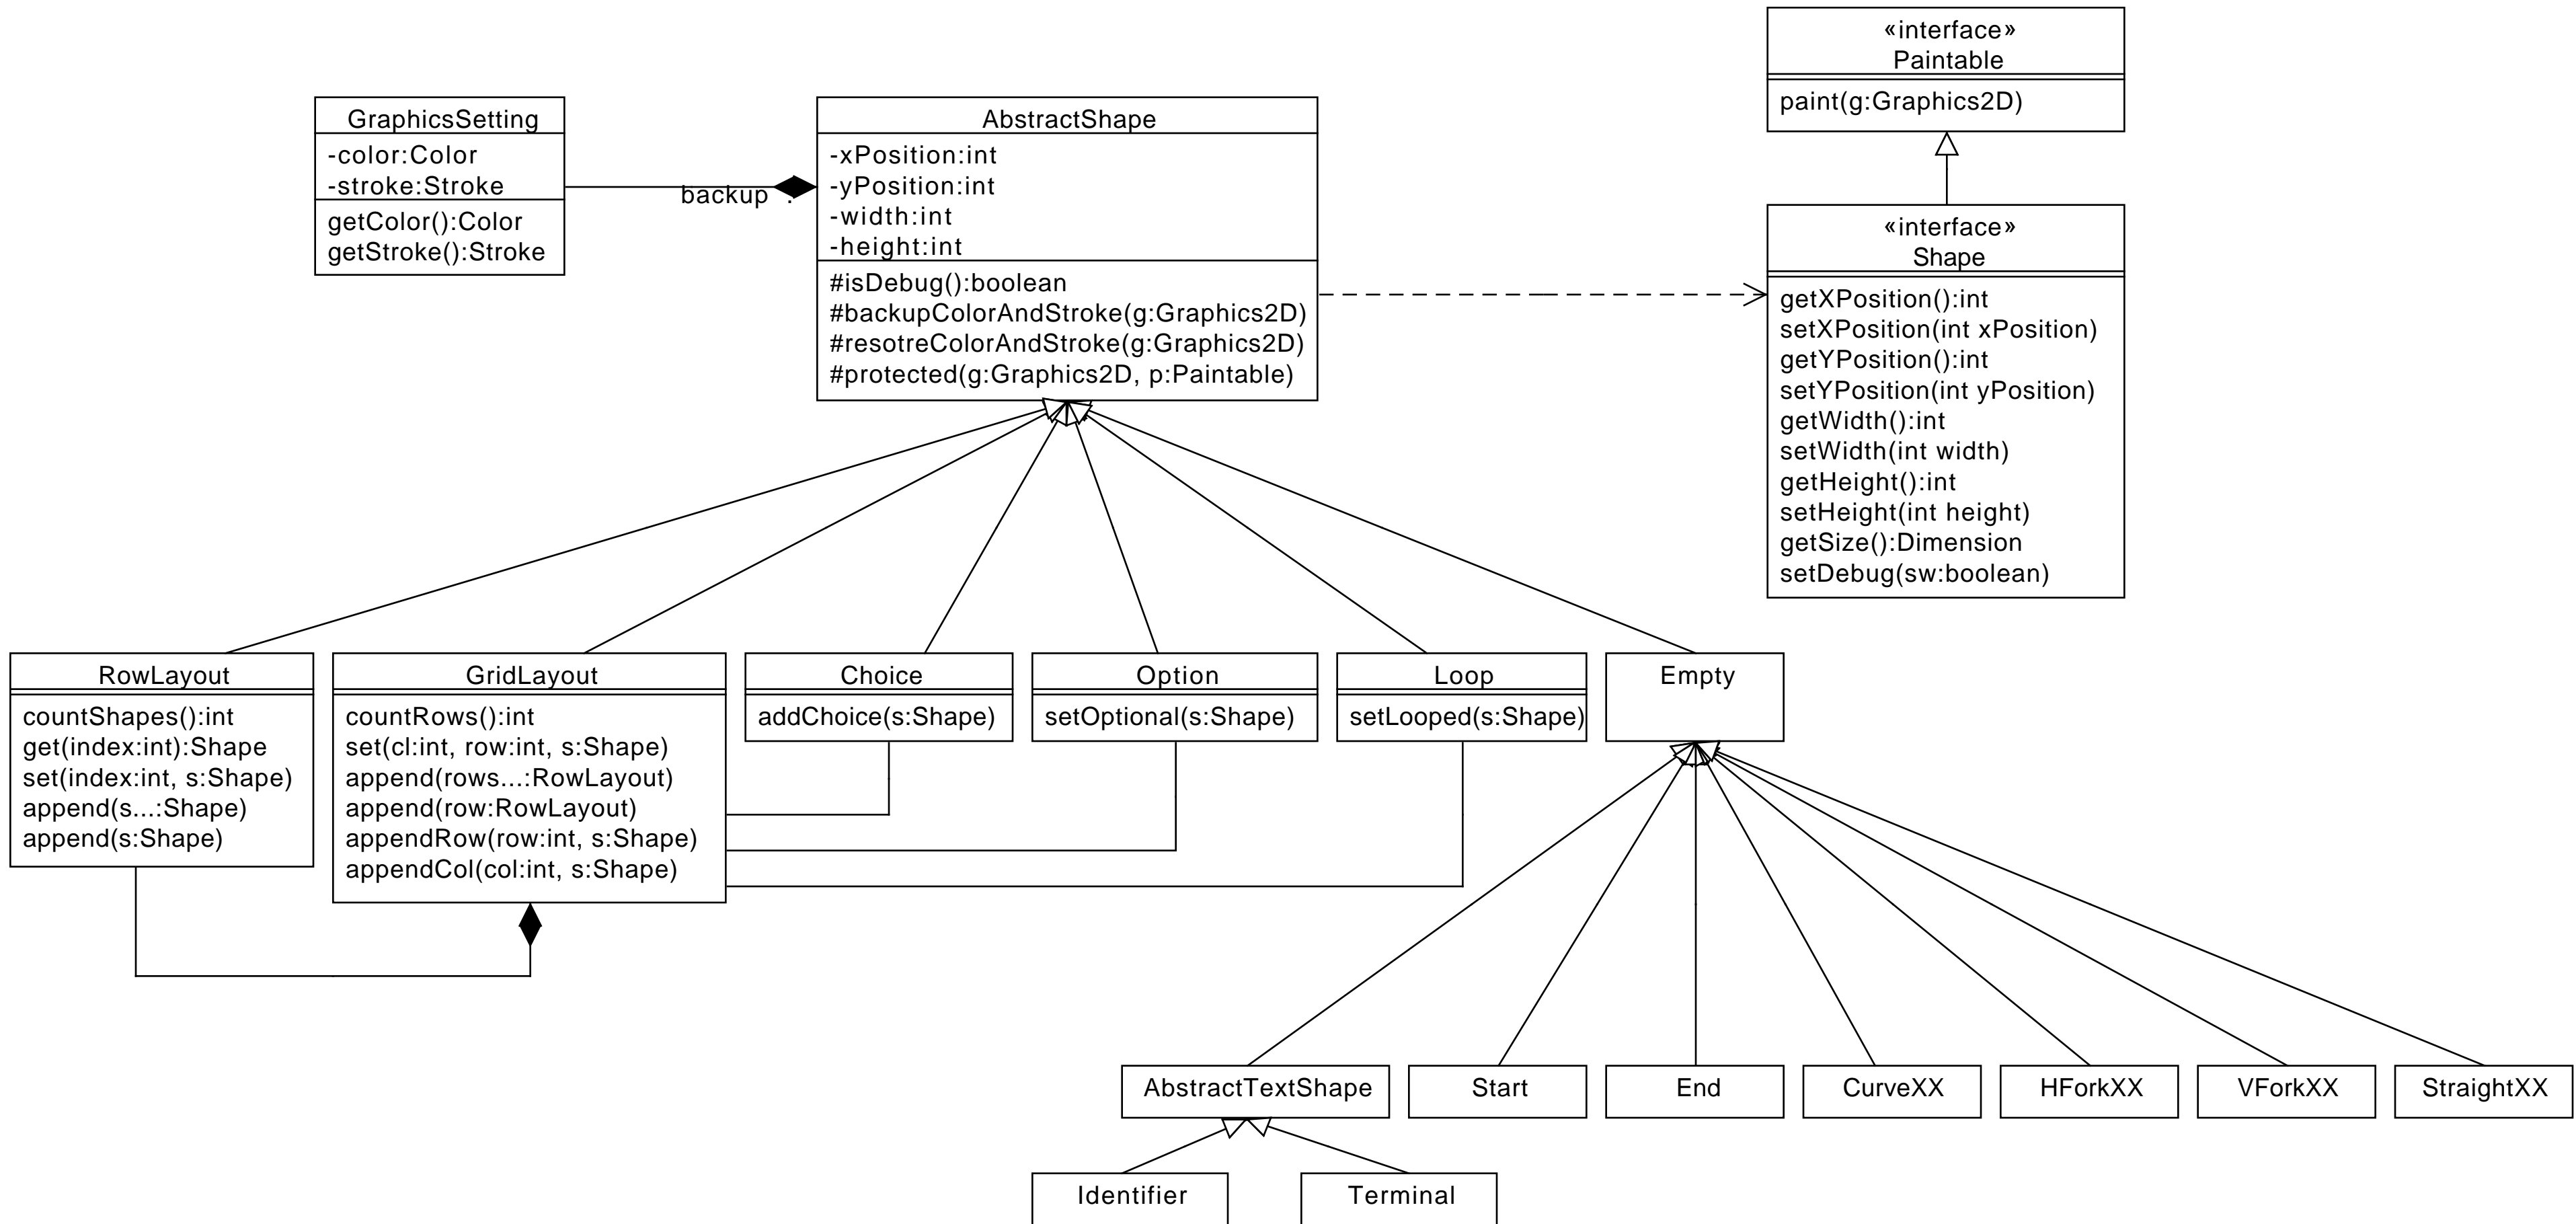 «interface»
Paintable
paint(g:Graphics2D)
GraphicsSetting
-color:Color
-stroke:Stroke
getColor():Color
getStroke():Stroke
backup :
AbstractShape
-xPosition:int
-yPosition:int
-width:int
-height:int
#isDebug():boolean
#backupColorAndStroke(g:Graphics2D)
#resotreColorAndStroke(g:Graphics2D)
#protected(g:Graphics2D, p:Paintable)
«interface»
Shape
getXPosition():int
setXPosition(int xPosition)
getYPosition():int
setYPosition(int yPosition)
getWidth():int
setWidth(int width)
getHeight():int
setHeight(int height)
getSize():Dimension
setDebug(sw:boolean)
RowLayout
countShapes():int
get(index:int):Shape
set(index:int, s:Shape)
append(s...:Shape)
append(s:Shape)
GridLayout
countRows():int
set(cl:int, row:int, s:Shape)
append(rows...:RowLayout)
append(row:RowLayout)
appendRow(row:int, s:Shape)
appendCol(col:int, s:Shape)
Choice
addChoice(s:Shape)
Option
setOptional(s:Shape)
Loop
setLooped(s:Shape)
Empty
AbstractTextShape
Start
End
CurveXX
HForkXX
VForkXX
StraightXX
Identifier
Terminal